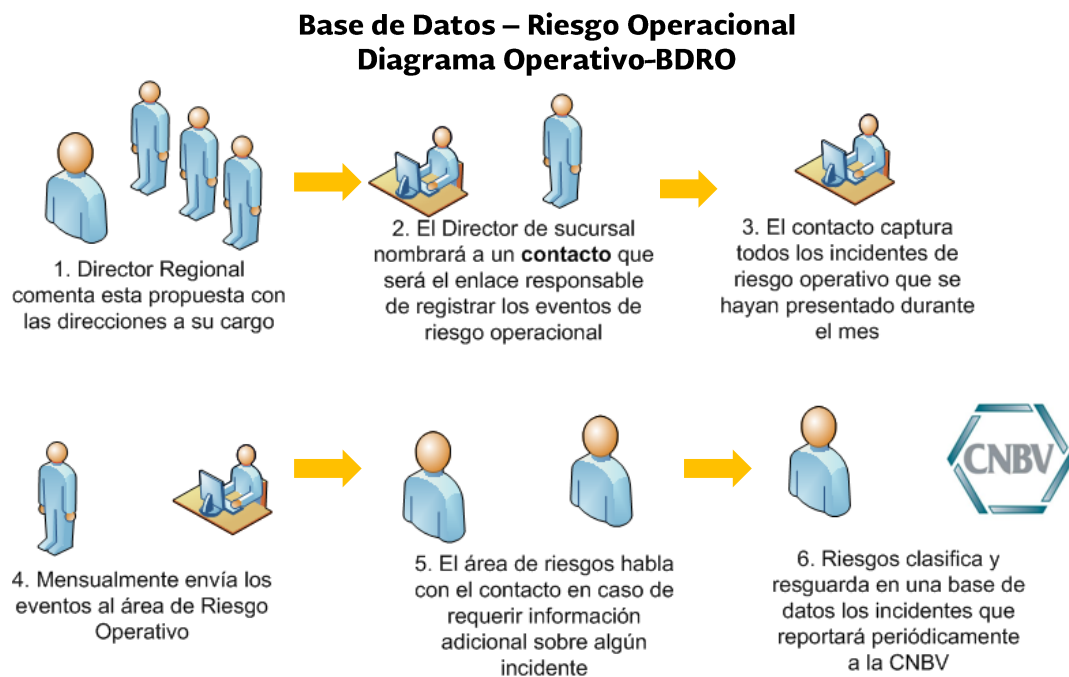 Base de Datos – Riesgo Operacional
Diagrama Operativo-BDRO
1. Director Regional
comenta esta propuesta con
las direcciones a su cargo
2. El Director de sucursal
nombrará a un contacto que
será el enlace responsable
de registrar los eventos de
riesgo operacional
3. El contacto captura
todos los incidentes de
riesgo operativo que se
hayan presentado durante
el mes
4. Mensualmente envía los
eventos al área de Riesgo
Operativo
5. El área de riesgos habla
con el contacto en caso de
requerir información
adicional sobre algún
incidente
CNBV
6. Riesgos clasifica y
resguarda en una base de
datos los incidentes que
reportará periódicamente
a la CNBV